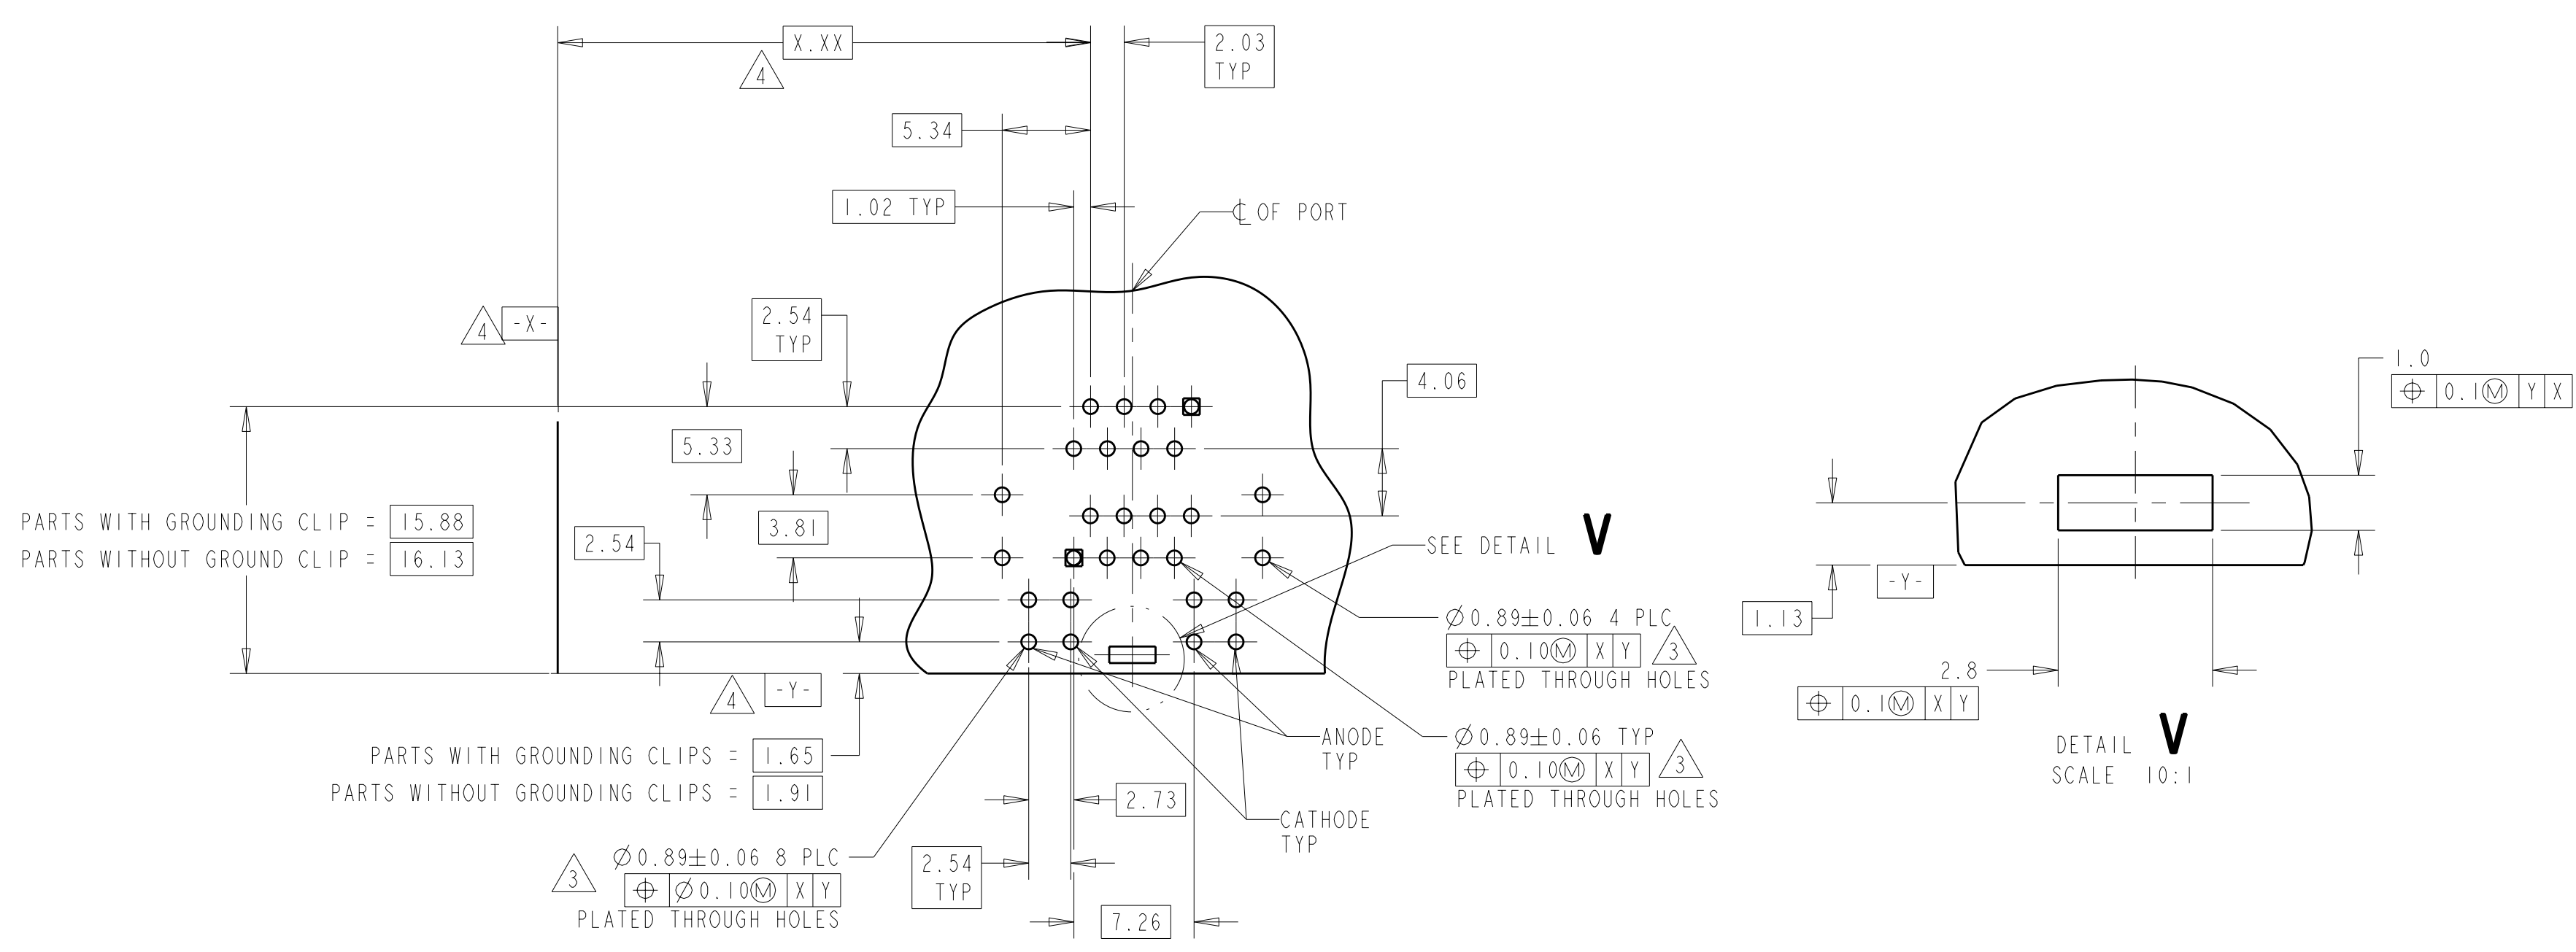 X.XX
4
2.03
TYP
5.34
1.02 TYP
℄ OF PORT
4
-X-
2.54
TYP
4.06
5.33
PARTS WITH GROUNDING CLIP = 15.88
PARTS WITHOUT GROUND CLIP = 16.13
2.54
3.81
SEE DETAIL V
Ø0.89±0.06 4 PLC
⌖ 0.10Ⓜ X Y 3
PLATED THROUGH HOLES
4
-Y-
PARTS WITH GROUNDING CLIPS = 1.65
PARTS WITHOUT GROUNDING CLIPS = 1.91
ANODE
TYP
Ø0.89±0.06 TYP
⌖ 0.10Ⓜ X Y 3
PLATED THROUGH HOLES
2.73
CATHODE
TYP
3
Ø0.89±0.06 8 PLC
⌖ Ø0.10Ⓜ X Y
PLATED THROUGH HOLES
2.54
TYP
7.26
1.0
⌖ 0.1Ⓜ Y X
-Y-
1.13
2.8
⌖ 0.1Ⓜ X Y
DETAIL V
SCALE 10:1